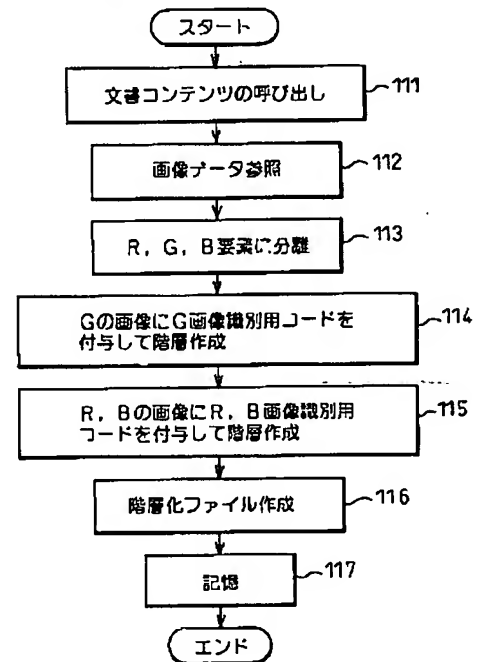 スタート
文書コンテンツの呼び出し
111
画像データ参照
112
R，G，B要素に分離
113
Gの画像にG画像識別用コードを
付与して階層作成
114
R，Bの画像にR，B画像識別用
コードを付与して階層作成
115
階層化ファイル作成
116
記憶
117
エンド